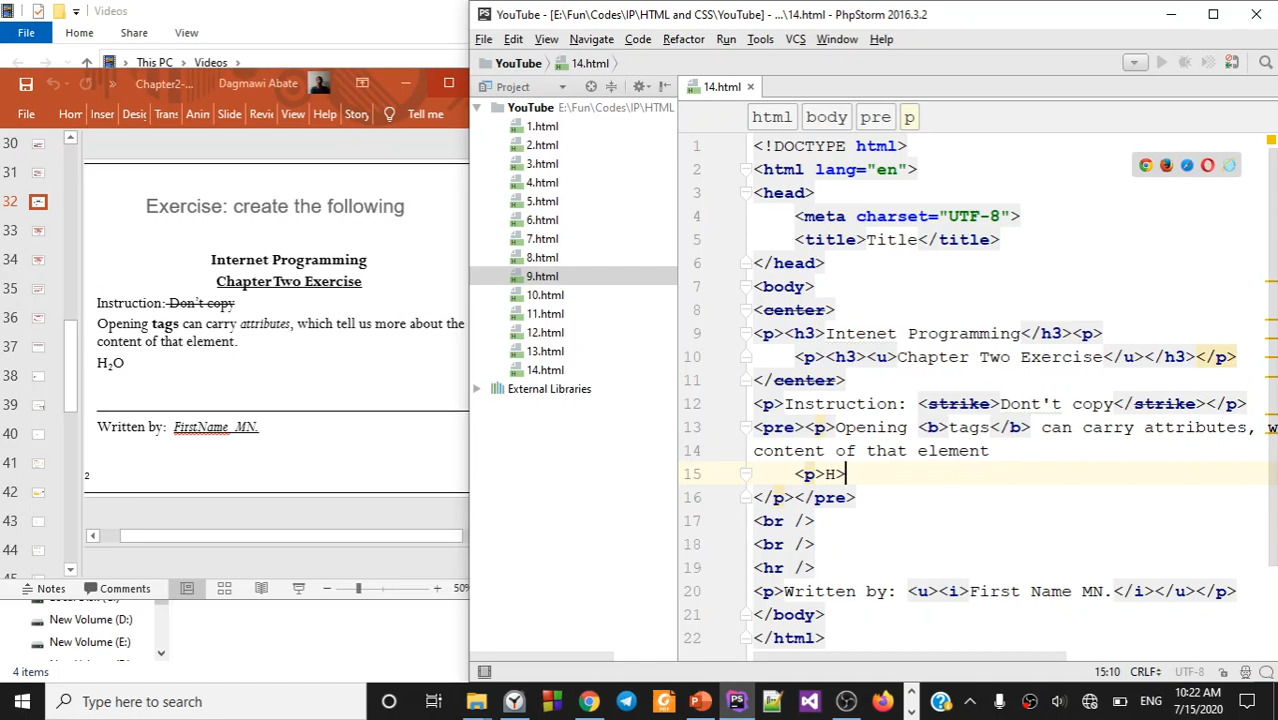 Videos
File
Home
Share
View
This PC
Videos
Chapter2-...
Dagmawi Abate
File
Hom
Inser
Desig
Trans
Anin
Slide
Revi
View
Help
Story
Tell me
30
31
32
33
34
35
36
37
38
39
40
41
42
43
44
Exercise: create the following
Internet Programming
Chapter Two Exercise
Instruction: Don't copy
Opening tags can carry attributes, which tell us more about the
content of that element.
H2O
Written by: FirstName MN.
2
Notes
Comments
50%
New Volume (D:)
New Volume (E:)
4 items
YouTube - [E:\Fun\Codes\IP\HTML and CSS\YouTube] - ...\14.html - PhpStorm 2016.3.2
File Edit View Navigate Code Refactor Run Tools VCS Window Help
YouTube
14.html
Project
14.html
YouTube E:\Fun\Codes\IP\HTML
1.html
2.html
3.html
4.html
5.html
6.html
7.html
8.html
9.html
10.html
11.html
12.html
13.html
14.html
External Libraries
html body pre p
1 <!DOCTYPE html>
2 <html lang="en">
3 <head>
4 <meta charset="UTF-8">
5 <title>Title</title>
6 </head>
7 <body>
8 <center>
9 <p><h3>Intenet Programming</h3><p>
10 <p><h3><u>Chapter Two Exercise</u></h3></p>
11 </center>
12 <p>Instruction: <strike>Dont't copy</strike></p>
13 <pre><p>Opening <b>tags</b> can carry attributes, w
14 content of that element
15 <p>H>
16 </p></pre>
17 <br />
18 <br />
19 <hr />
20 <p>Written by: <u><i>First Name MN.</i></u></p>
21 </body>
22 </html>
15:10 CRLF UTF-8
Type here to search
ENG
10:22 AM
7/15/2020